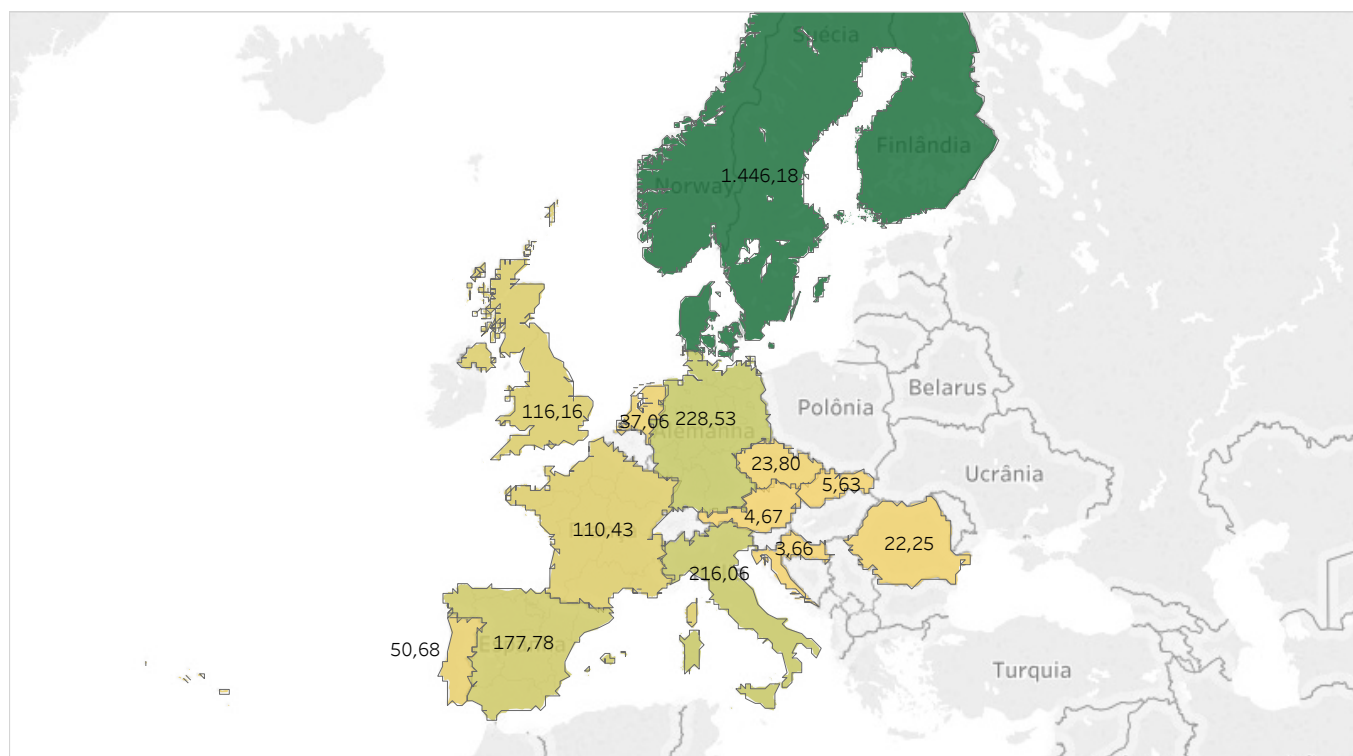 Suécia
Finlândia
1.446,18
Norway
116,16
37,06
228,53
Alemanha
Polônia
Belarus
Ucrânia
23,80
5,63
4,67
110,43
3,66
22,25
216,06
50,68
177,78
Espanha
Turquia